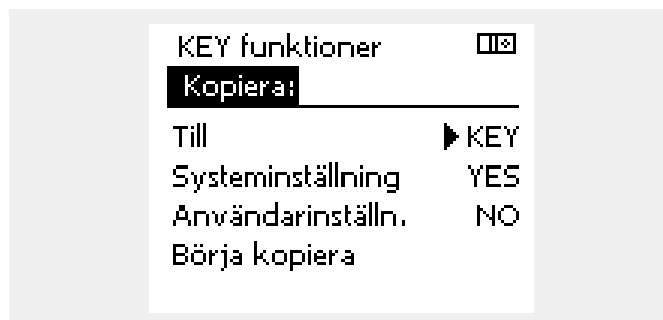 KEY funktioner
Kopiera:
Till KEY
Systeminställning YES
Användarinställn. NO
Börja kopiera